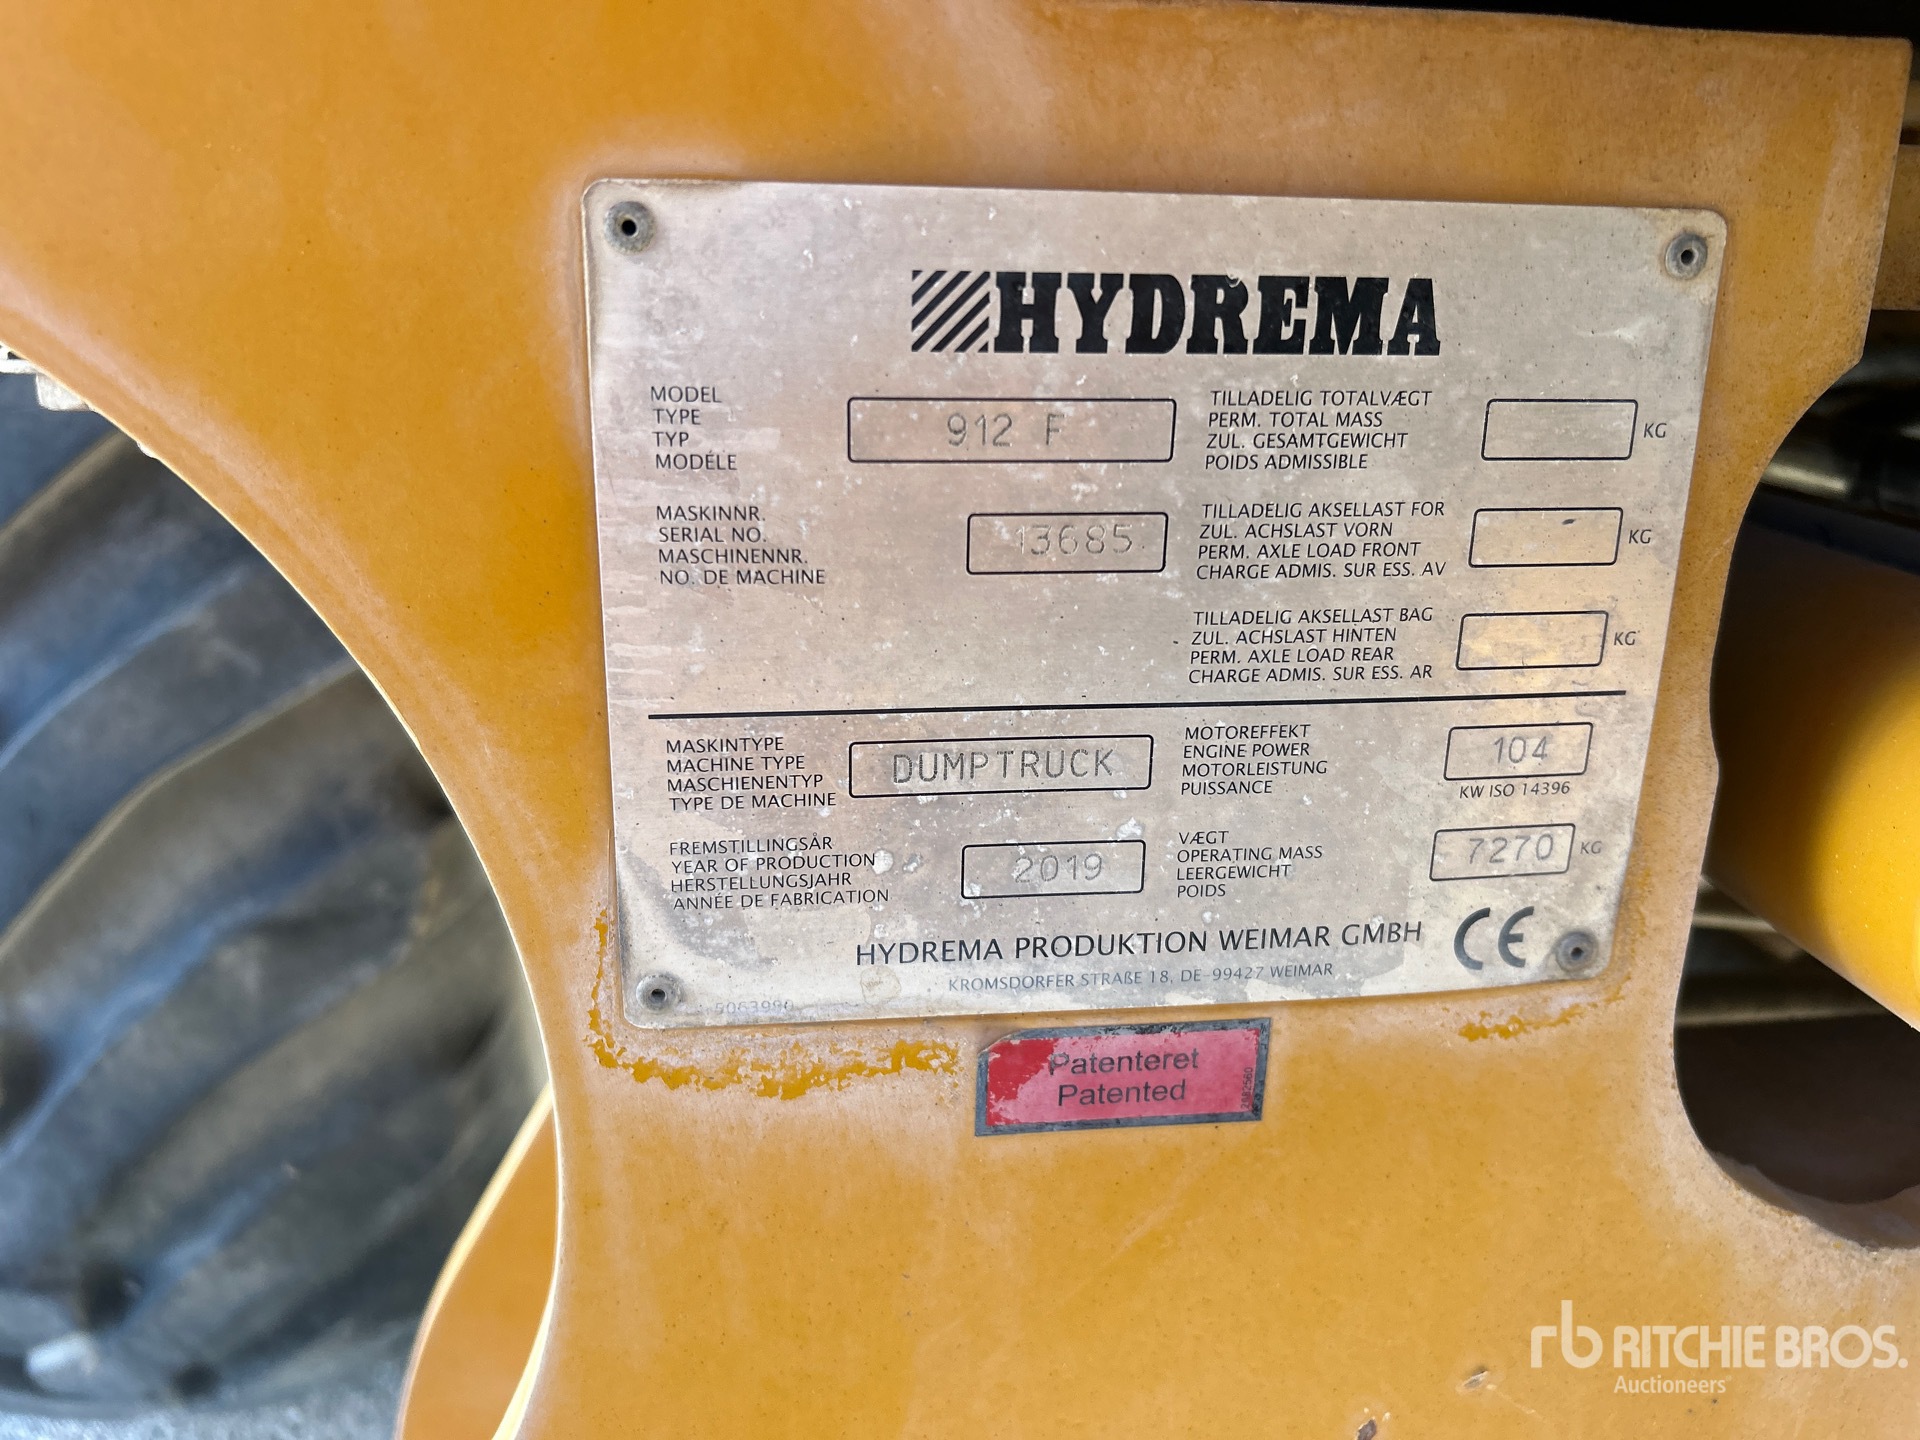 HYDREMA
MODEL
TYPE
TYP
MODÉLE
912 F
TILLADELIG TOTALVÆGT
PERM. TOTAL MASS
ZUL. GESAMTGEWICHT
POIDS ADMISSIBLE
KG
MASKINNR.
SERIAL NO.
MASCHINENNR.
NO. DE MACHINE
13685
TILLADELIG AKSELLAST FOR
ZUL. ACHSLAST VORN
PERM. AXLE LOAD FRONT
CHARGE ADMIS. SUR ESS. AV
KG
TILLADELIG AKSELLAST BAG
ZUL. ACHSLAST HINTEN
PERM. AXLE LOAD REAR
CHARGE ADMIS. SUR ESS. AR
KG
MASKINTYPE
MACHINE TYPE
MASCHIENENTYP
TYPE DE MACHINE
DUMPTRUCK
MOTOREFFEKT
ENGINE POWER
MOTORLEISTUNG
PUISSANCE
104
KW ISO 14396
FREMSTILLINGSÅR
YEAR OF PRODUCTION
HERSTELLUNGSJAHR
ANNÉE DE FABRICATION
2019
VÆGT
OPERATING MASS
LEERGEWICHT
POIDS
7270 KG
HYDREMA PRODUKTION WEIMAR GMBH
CE
KROMSDORFER STRAßE 18, DE-99427 WEIMAR
Patenteret
Patented
rb RITCHIE BROS.
Auctioneers